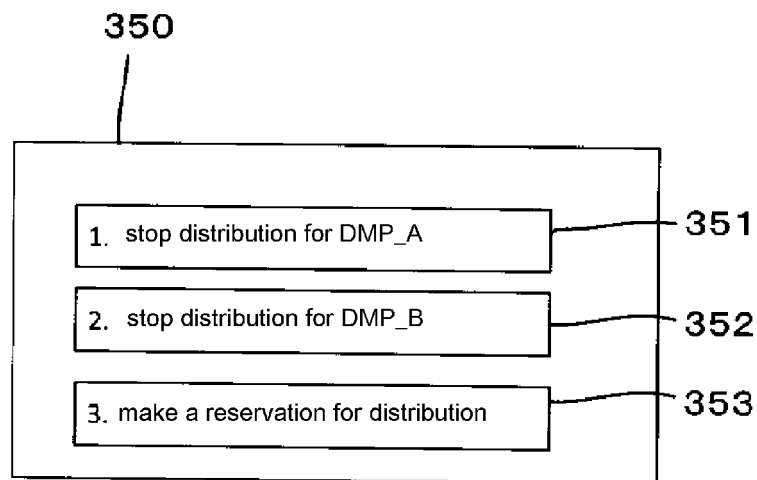 350
1. stop distribution for DMP_A
351
2. stop distribution for DMP_B
352
3. make a reservation for distribution
353